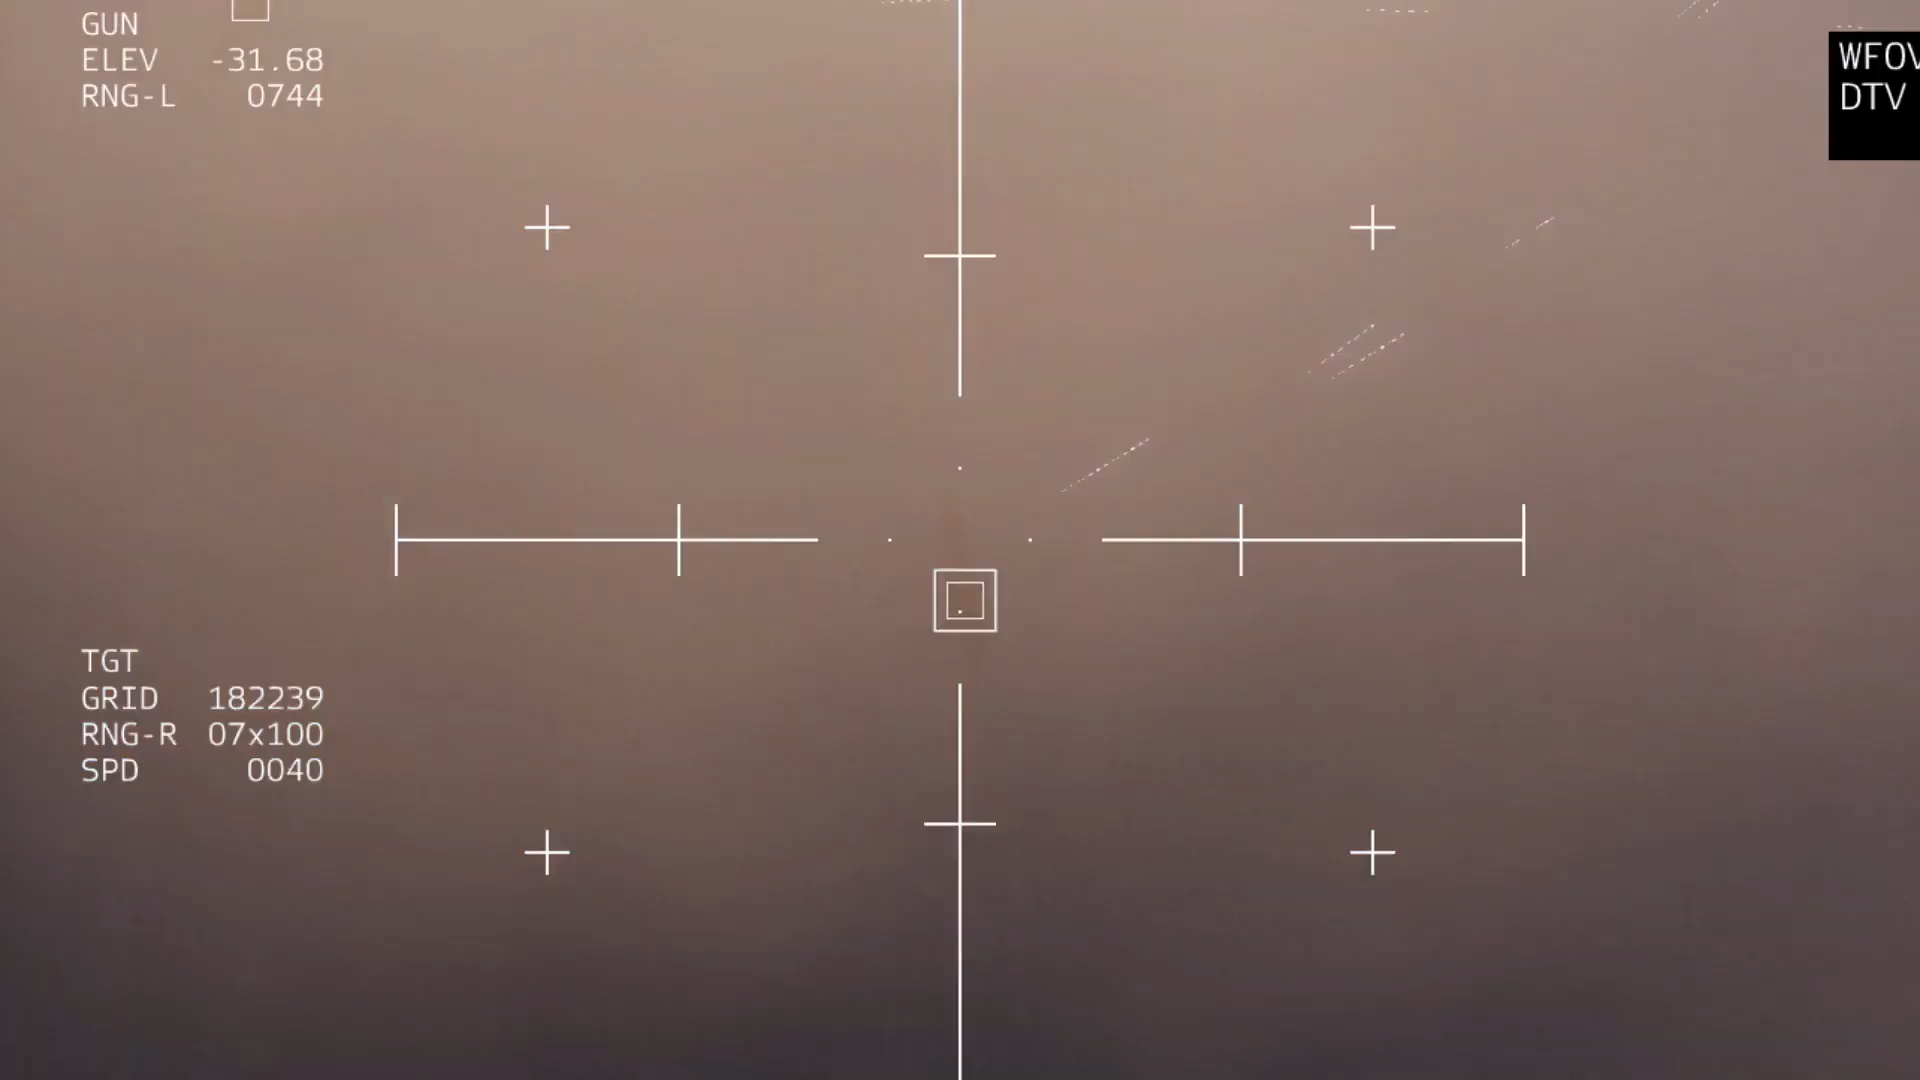 GUN
ELEV -31.68
RNG-L 0744
WFOV
DTV
TGT
GRID 182239
RNG-R 07x100
SPD 0040